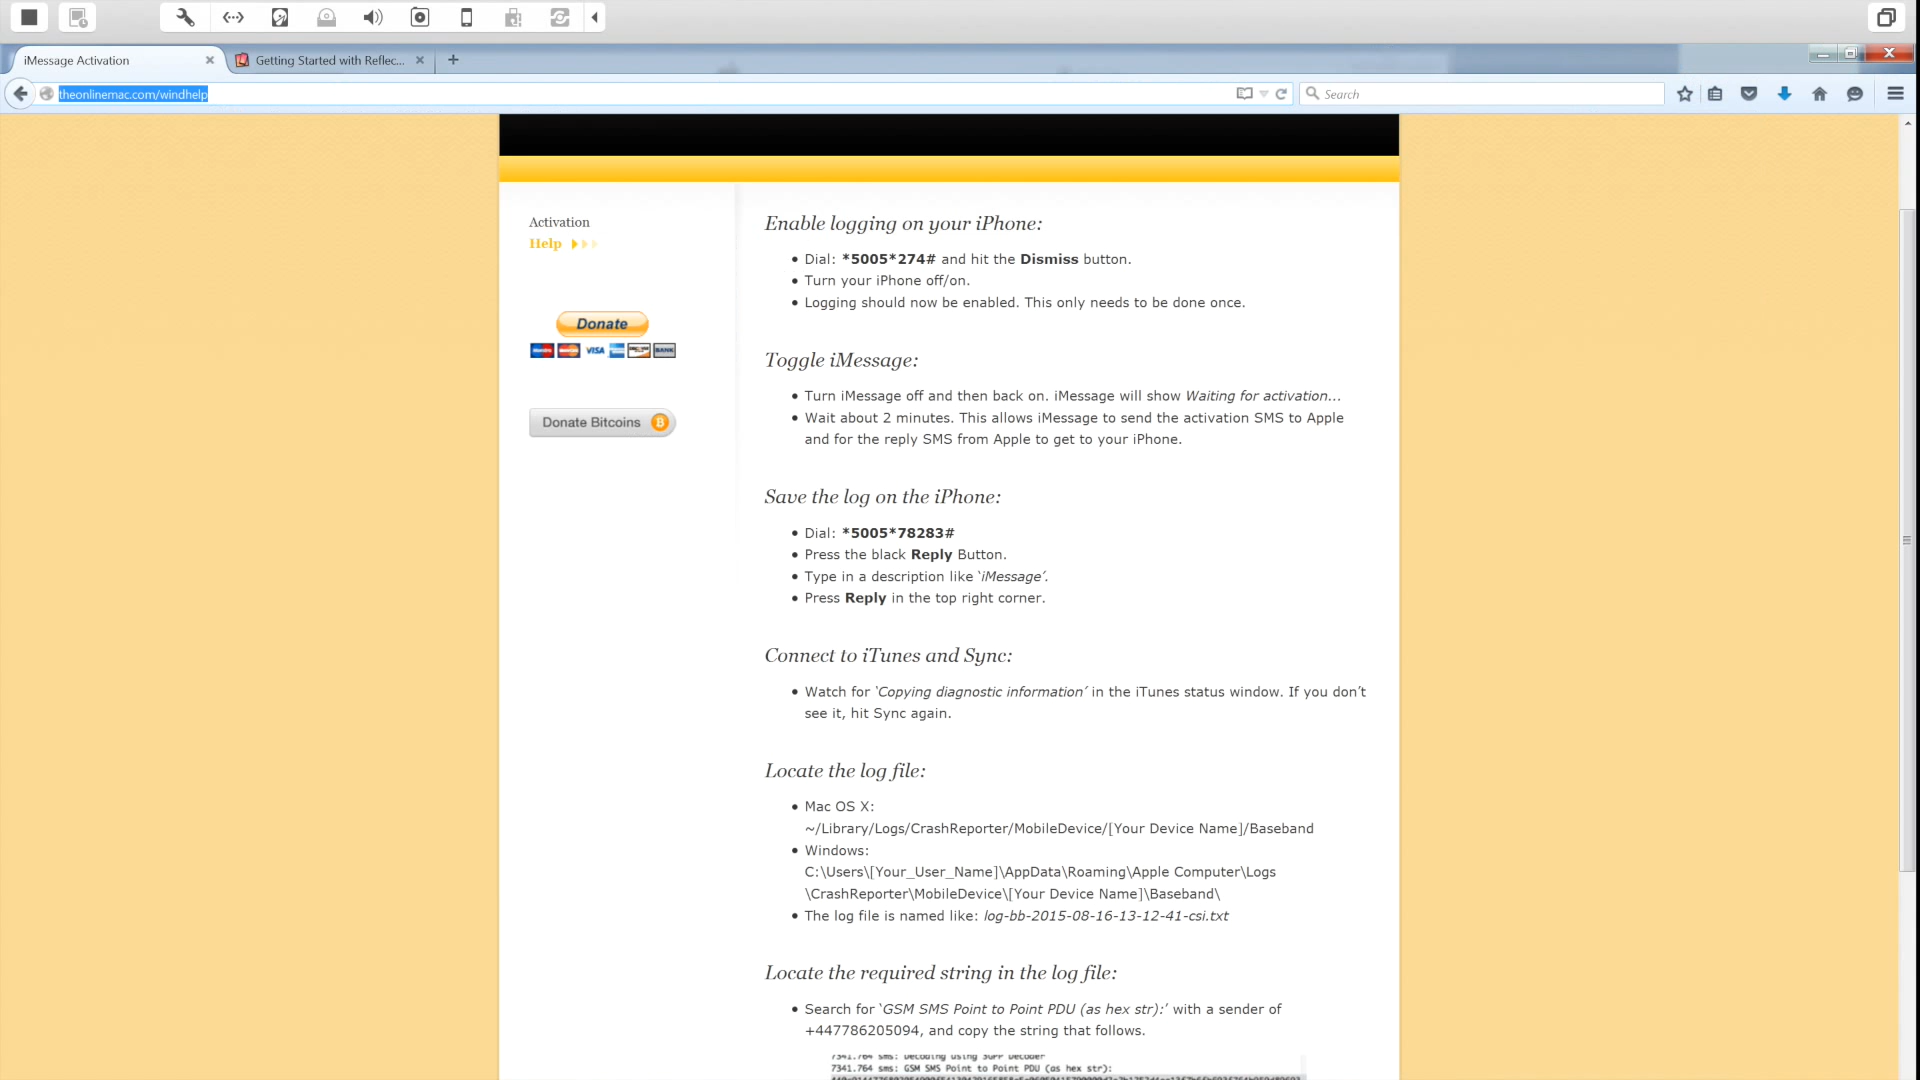 iMessage Activation
Getting Started with Reflec...
theonlinemac.com/windhelp
Search
Activation
Help
Donate
VISA
BANK
Donate Bitcoins
Enable logging on your iPhone:
Dial: *5005*274# and hit the Dismiss button.
Turn your iPhone off/on.
Logging should now be enabled. This only needs to be done once.
Toggle iMessage:
Turn iMessage off and then back on. iMessage will show Waiting for activation...
Wait about 2 minutes. This allows iMessage to send the activation SMS to Apple
and for the reply SMS from Apple to get to your iPhone.
Save the log on the iPhone:
Dial: *5005*78283#
Press the black Reply Button.
Type in a description like ‘iMessage’.
Press Reply in the top right corner.
Connect to iTunes and Sync:
Watch for ‘Copying diagnostic information’ in the iTunes status window. If you don’t
see it, hit Sync again.
Locate the log file:
Mac OS X:
~/Library/Logs/CrashReporter/MobileDevice/[Your Device Name]/Baseband
Windows:
C:\Users\[Your_User_Name]\AppData\Roaming\Apple Computer\Logs
\CrashReporter\MobileDevice\[Your Device Name]\Baseband\
The log file is named like: log-bb-2015-08-16-13-12-41-csi.txt
Locate the required string in the log file:
Search for ‘GSM SMS Point to Point PDU (as hex str):’ with a sender of
+447786205094, and copy the string that follows.
7341.764 sms: Decoding using 3GPP Decoder
7341.764 sms: GSM SMS Point to Point PDU (as hex str):